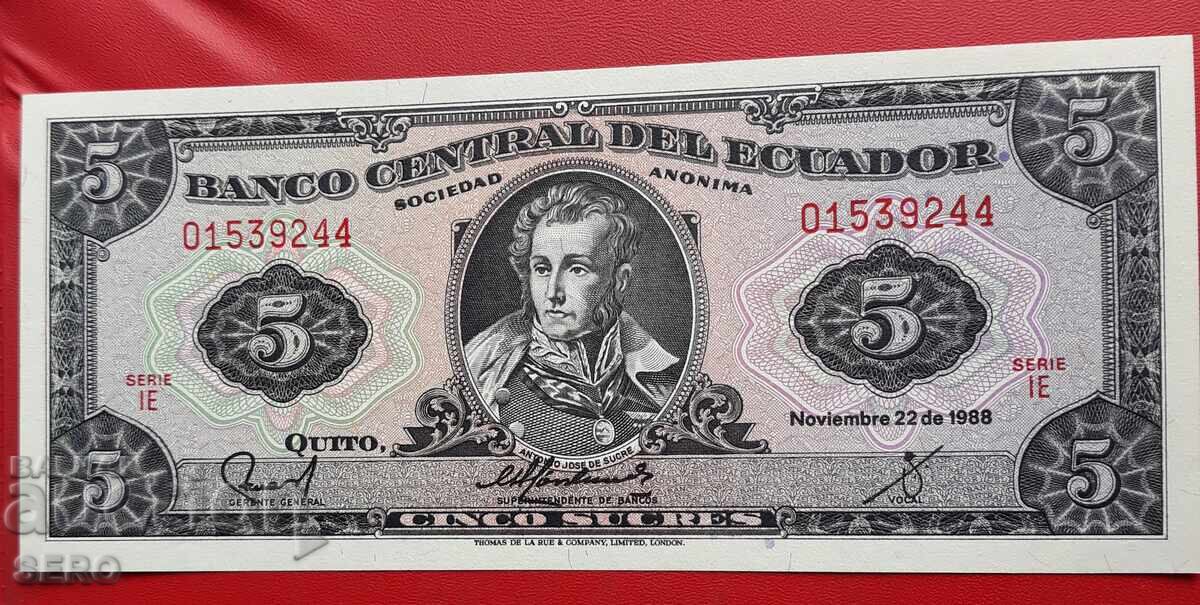 5 5
BANCO CENTRAL DEL ECUADOR
SOCIEDAD ANONIMA
01539244 01539244
5 5
SERIE SERIE
IE IE
Noviembre 22 de 1988
QUITO,
ANTONIO JOSE DE SUCRE
5 5
GERENTE GENERAL SUPERINTENDENTE DE BANCOS VOCAL
CINCO SUCRES
THOMAS DE LA RUE & COMPANY, LIMITED, LONDON.
SERO